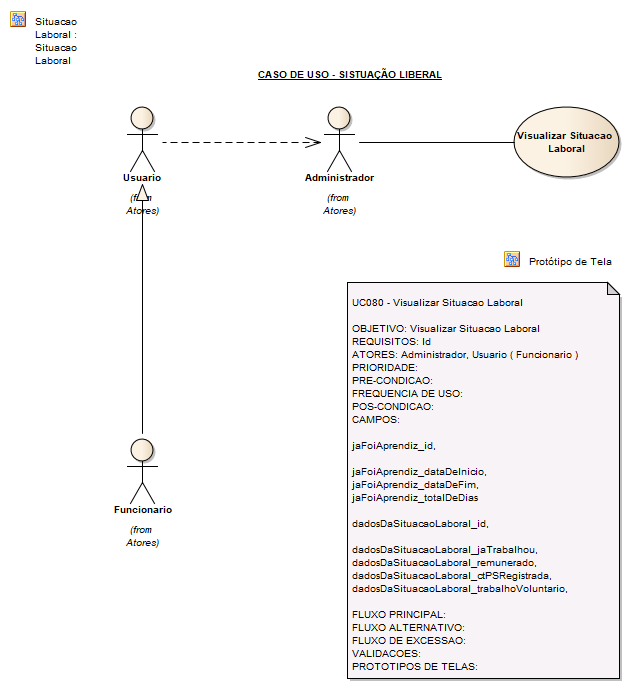 Situacao
Laboral :
Situacao
Laboral
CASO DE USO - SISTUAÇÃO LIBERAL
Usuario
(from
Atores)
Administrador
(from
Atores)
Visualizar Situacao
Laboral
Protótipo de Tela
UC080 - Visualizar Situacao Laboral
OBJETIVO: Visualizar Situacao Laboral
REQUISITOS: Id
ATORES: Administrador, Usuario ( Funcionario )
PRIORIDADE:
PRE-CONDICAO:
FREQUENCIA DE USO:
POS-CONDICAO:
CAMPOS:
jaFoiAprendiz_id,
jaFoiAprendiz_dataDeInicio,
jaFoiAprendiz_dataDeFim,
jaFoiAprendiz_totalDeDias
dadosDaSituacaoLaboral_id,
dadosDaSituacaoLaboral_jaTrabalhou,
dadosDaSituacaoLaboral_remunerado,
dadosDaSituacaoLaboral_ctPSRegistrada,
dadosDaSituacaoLaboral_trabalhoVoluntario,
FLUXO PRINCIPAL:
FLUXO ALTERNATIVO:
FLUXO DE EXCESSAO:
VALIDACOES:
PROTOTIPOS DE TELAS:
Funcionario
(from
Atores)